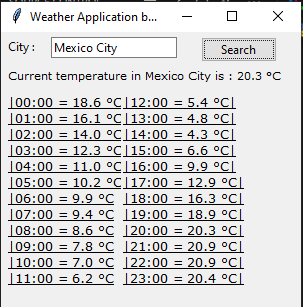 Weather Application b...
City : Mexico City Search
Current temperature in Mexico City is : 20.3 °C
|00:00 = 18.6 °C|12:00 = 5.4 °C|
|01:00 = 16.1 °C|13:00 = 4.8 °C|
|02:00 = 14.0 °C|14:00 = 4.3 °C|
|03:00 = 12.3 °C|15:00 = 6.6 °C|
|04:00 = 11.0 °C|16:00 = 9.9 °C|
|05:00 = 10.2 °C|17:00 = 12.9 °C|
|06:00 = 9.9 °C |18:00 = 16.3 °C|
|07:00 = 9.4 °C |19:00 = 18.9 °C|
|08:00 = 8.6 °C |20:00 = 20.3 °C|
|09:00 = 7.8 °C |21:00 = 20.9 °C|
|10:00 = 7.0 °C |22:00 = 20.9 °C|
|11:00 = 6.2 °C |23:00 = 20.4 °C|